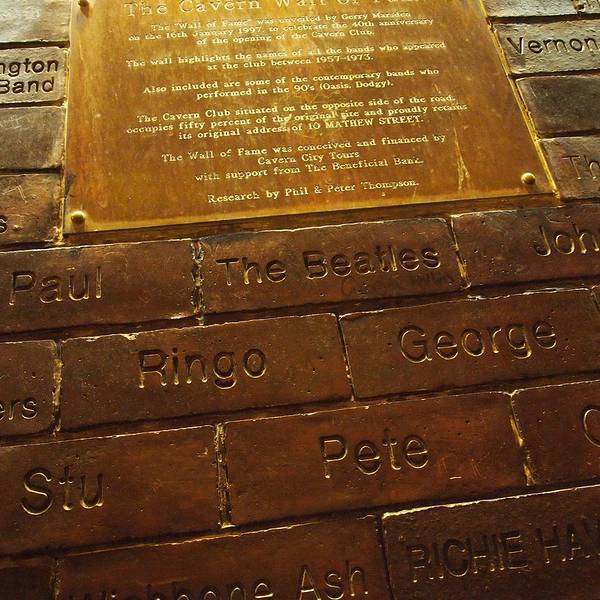 The Cavern Wall of Fame
The "Wall of Fame" was unveiled by Gerry Marsden
on the 16th January 1997, to celebrate the 40th anniversary
of the opening of the Cavern Club.
The wall highlights the names of all the bands who appeared
at the club between 1957-1973.
Also included are some of the contemporary bands who
performed in the 90's (Oasis, Dodgy).
The Cavern Club situated on the opposite side of the road,
occupies fifty percent of the original site and proudly retains
its original address of 10 MATHEW STREET.
The Wall of Fame was conceived and financed by
Cavern City Tours
with support from The Beneficial Bank.
Research by Phil & Peter Thompson.
ngton
Band
Vernon
Th
s
Paul
The Beatles
John
Ringo
George
ers
Stu
Pete
Wishbone Ash
RICHIE HAV